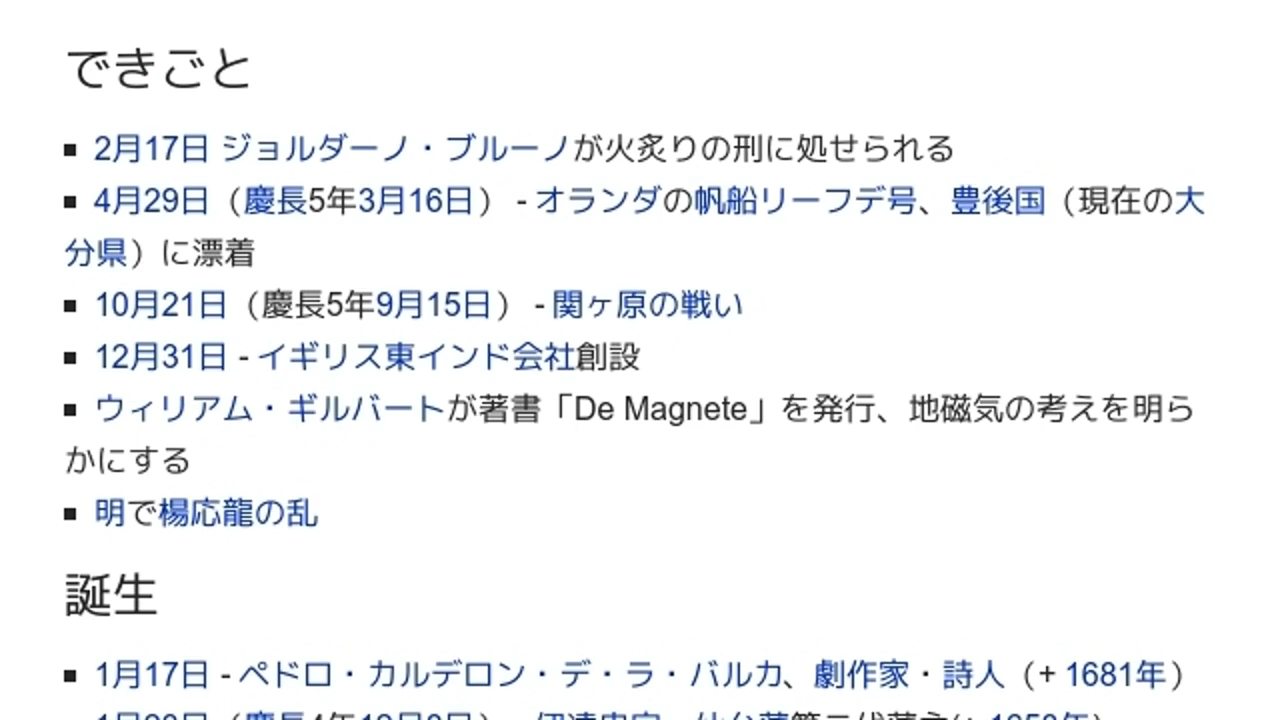 できごと
■ 2月17日 ジョルダーノ・ブルーノが火炙りの刑に処せられる
■ 4月29日（慶長5年3月16日） - オランダの帆船リーフデ号、豊後国（現在の大
分県）に漂着
■ 10月21日（慶長5年9月15日） - 関ヶ原の戦い
■ 12月31日 - イギリス東インド会社創設
■ ウィリアム・ギルバートが著書「De Magnete」を発行、地磁気の考えを明ら
かにする
■ 明で楊応龍の乱
誕生
■ 1月17日 - ペドロ・カルデロン・デ・ラ・バルカ、劇作家・詩人（+ 1681年）